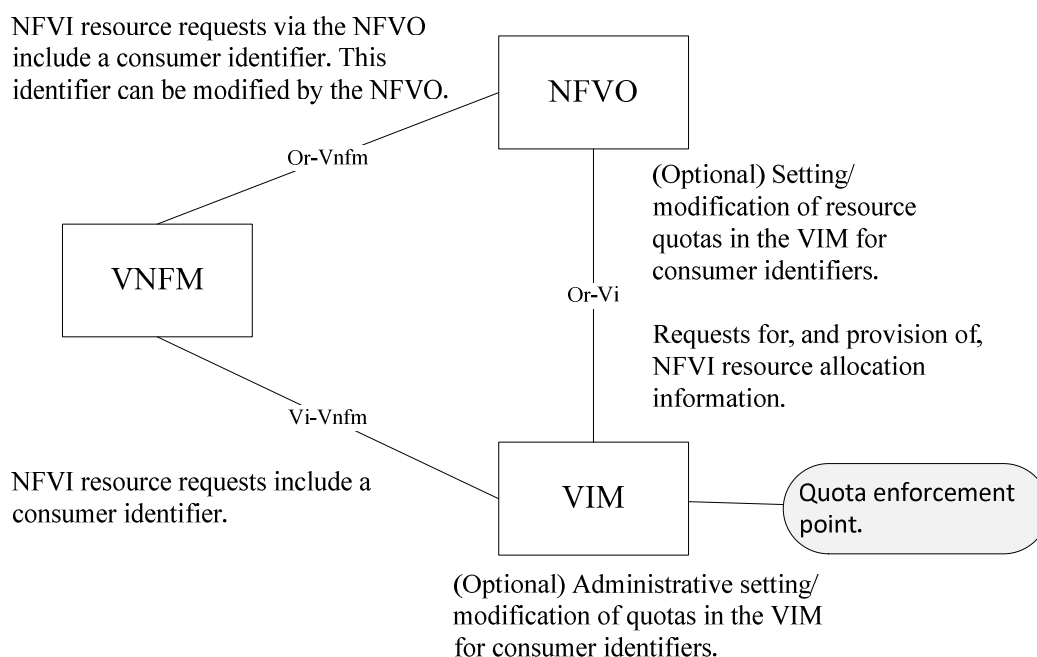 NFVI resource requests via the NFVO
include a consumer identifier. This
identifier can be modified by the NFVO.
NFVO
Or-Vnfm
(Optional) Setting/
modification of resource
quotas in the VIM for
consumer identifiers.
VNFM
Or-Vi
Requests for, and provision of,
NFVI resource allocation
information.
Vi-Vnfm
NFVI resource requests include a
consumer identifier.
VIM
Quota enforcement
point.
(Optional) Administrative setting/
modification of quotas in the VIM
for consumer identifiers.